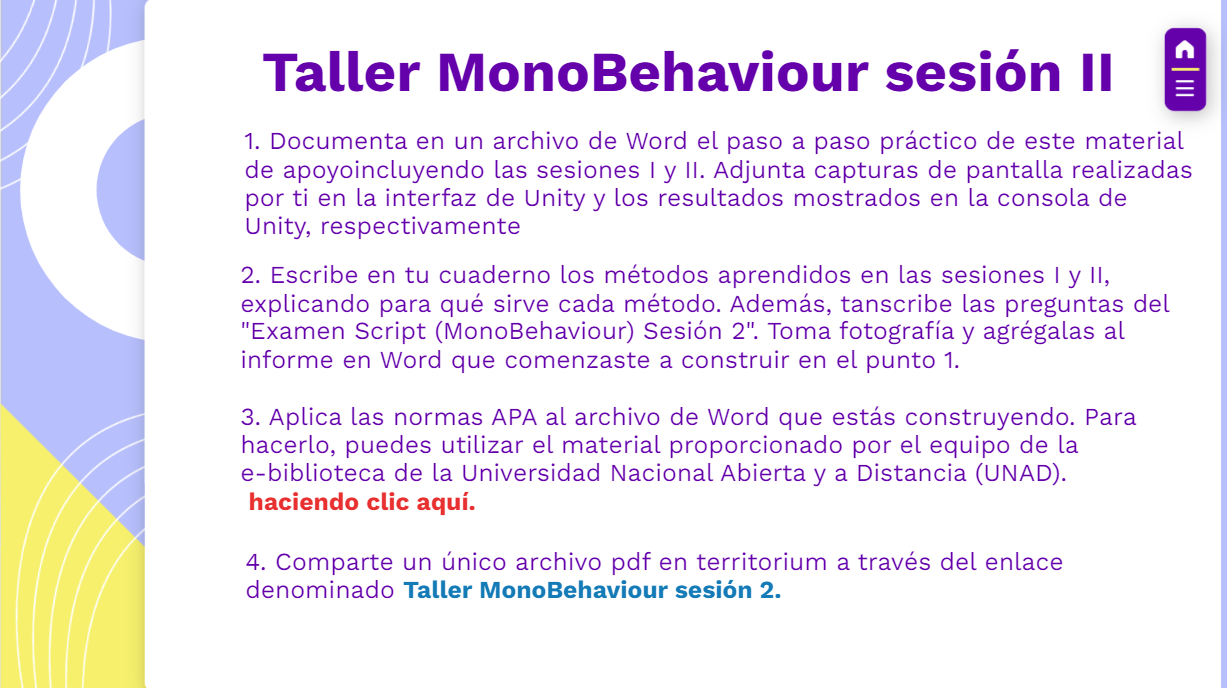 Taller MonoBehaviour sesión II
1. Documenta en un archivo de Word el paso a paso práctico de este material
de apoyoincluyendo las sesiones I y II. Adjunta capturas de pantalla realizadas
por ti en la interfaz de Unity y los resultados mostrados en la consola de
Unity, respectivamente
2. Escribe en tu cuaderno los métodos aprendidos en las sesiones I y II,
explicando para qué sirve cada método. Además, tanscribe las preguntas del
"Examen Script (MonoBehaviour) Sesión 2". Toma fotografía y agrégalas al
informe en Word que comenzaste a construir en el punto 1.
3. Aplica las normas APA al archivo de Word que estás construyendo. Para
hacerlo, puedes utilizar el material proporcionado por el equipo de la
e-biblioteca de la Universidad Nacional Abierta y a Distancia (UNAD).
haciendo clic aquí.
4. Comparte un único archivo pdf en territorium a través del enlace
denominado Taller MonoBehaviour sesión 2.